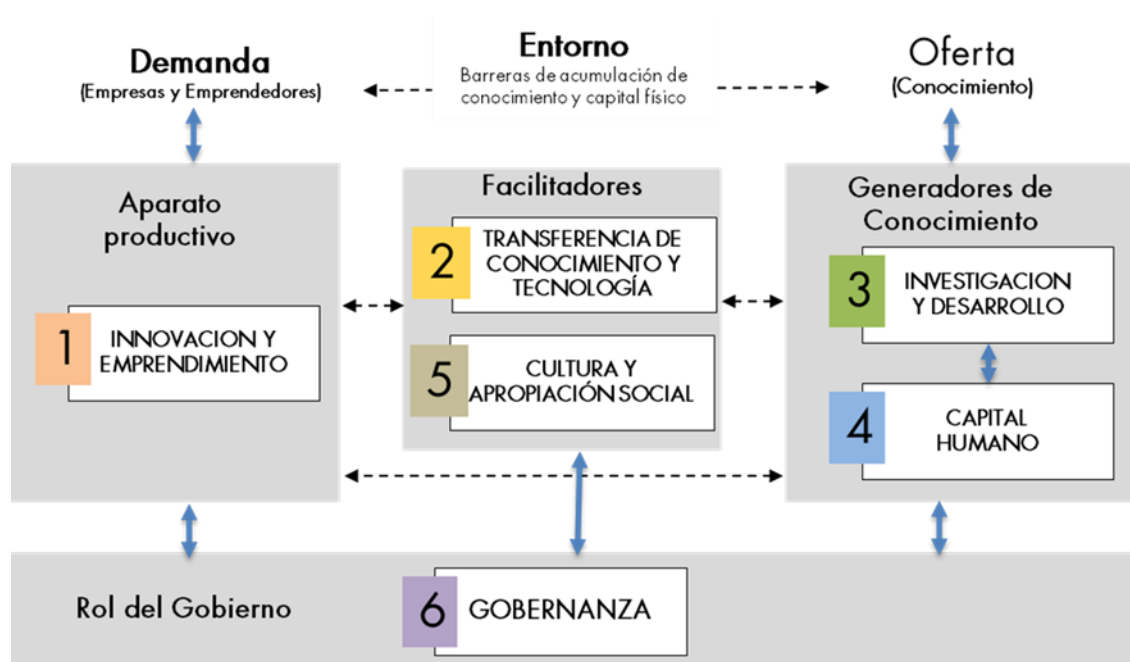 Demanda
(Empresas y Emprendedores)
Entorno
Barreras de acumulación de
conocimiento y capital físico
Oferta
(Conocimiento)
Aparato
productivo
1
INNOVACION Y
EMPRENDIMIENTO
Facilitadores
2
TRANSFERENCIA DE
CONOCIMIENTO Y
TECNOLOGÍA
5
CULTURA Y
APROPIACIÓN SOCIAL
Generadores de
Conocimiento
3
INVESTIGACION
Y DESARROLLO
4
CAPITAL
HUMANO
Rol del Gobierno
6
GOBERNANZA